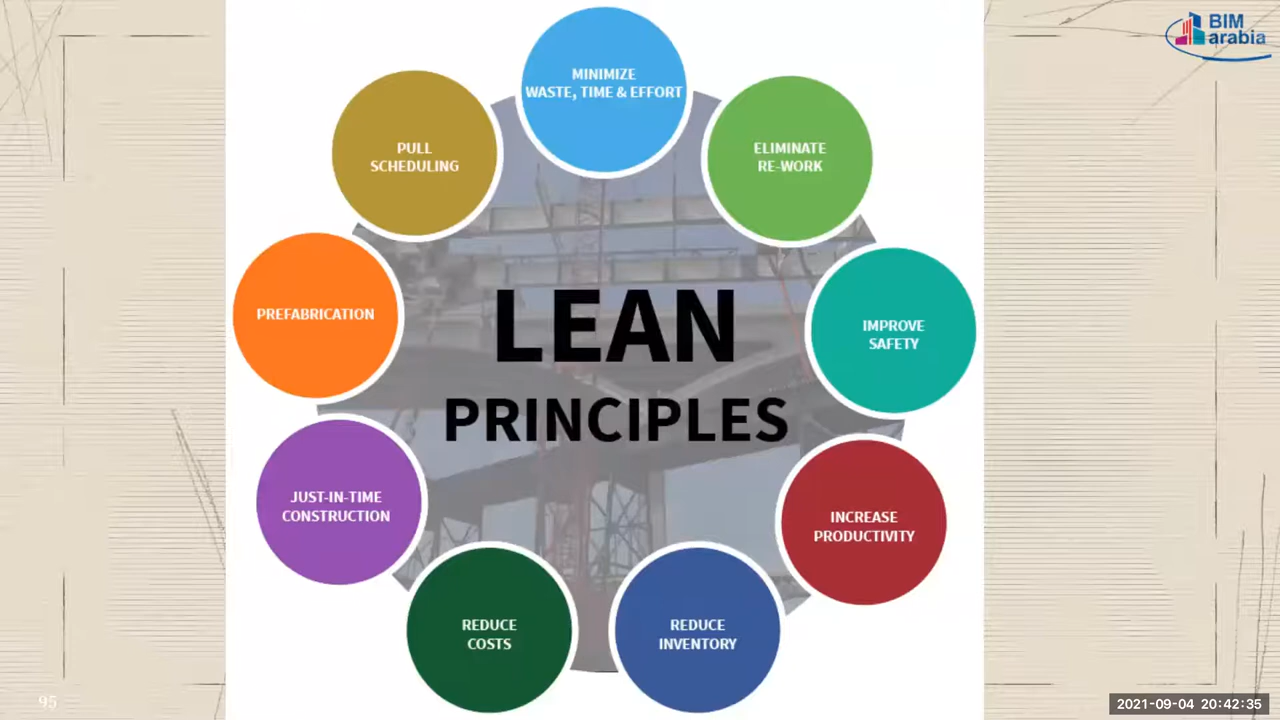 BIM
arabia
MINIMIZE
WASTE, TIME & EFFORT
ELIMINATE
RE-WORK
IMPROVE
SAFETY
INCREASE
PRODUCTIVITY
REDUCE
INVENTORY
REDUCE
COSTS
JUST-IN-TIME
CONSTRUCTION
PREFABRICATION
PULL
SCHEDULING
LEAN
PRINCIPLES
95
2021-09-04 20:42:35